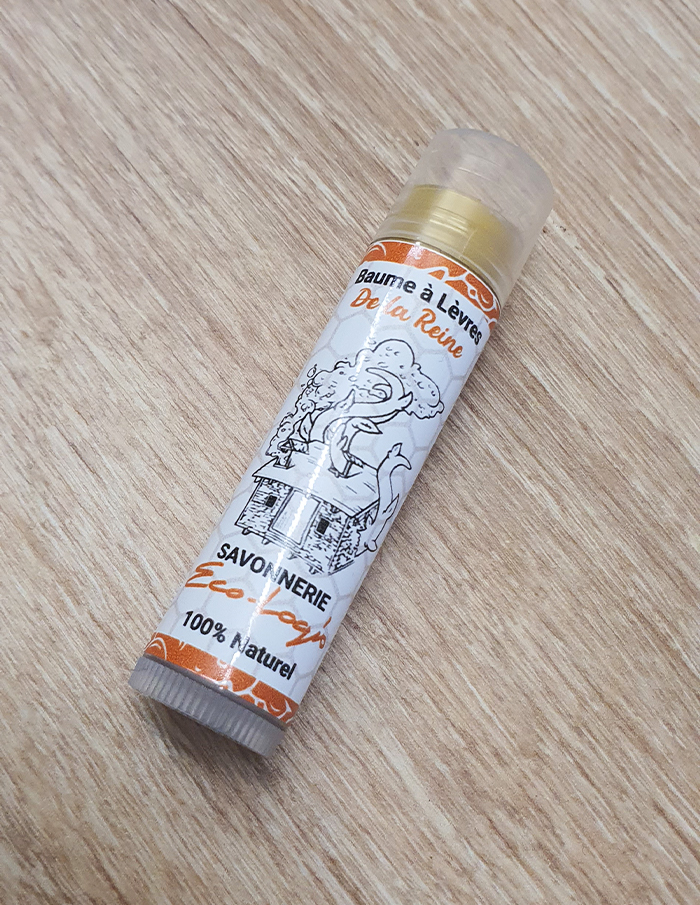 Baume à Lèvres
De la Reine
SAVONNERIE
Eco-Logis
100% Naturel